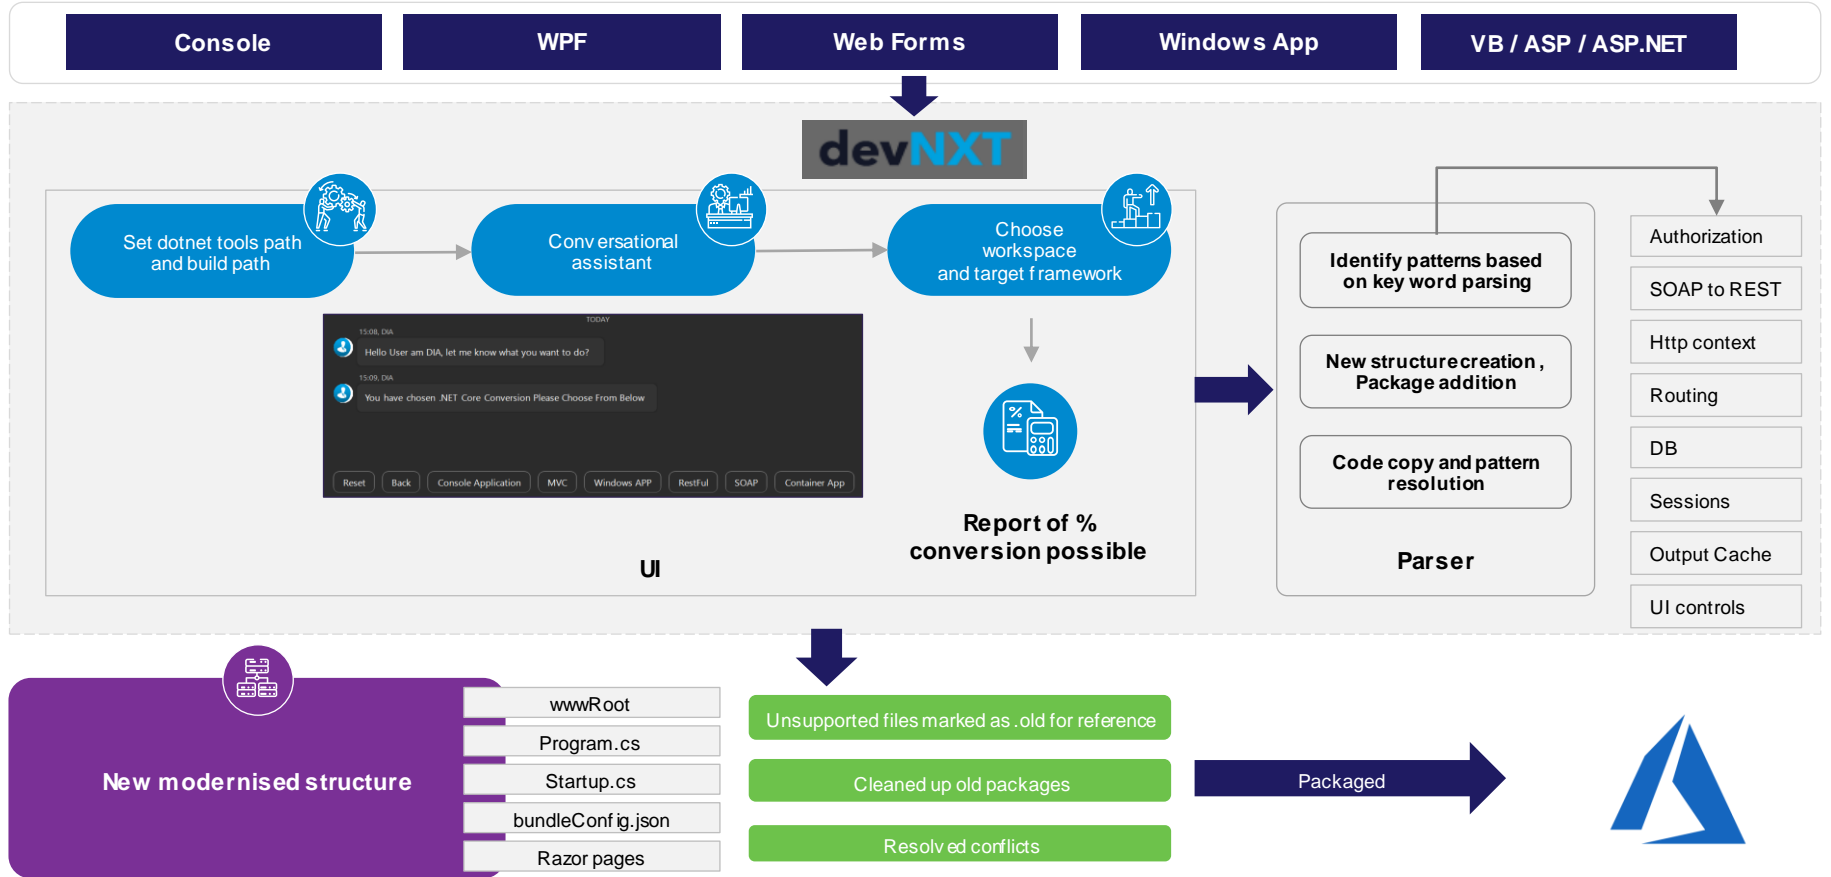 Console
WPF
Web Forms
Windows App
VB / ASP / ASP.NET
devNXT
Set dotnet tools path
and build path
Conversational
assistant
Choose
workspace
and target framework
TODAY
15:08, DIA
Hello User am DIA, let me know what you want to do?
15:09, DIA
You have chosen .NET Core Conversion Please Choose From Below
Reset
Back
Console Application
MVC
Windows APP
RestFul
SOAP
Container App
Report of %
conversion possible
UI
Identify patterns based
on key word parsing
New structure creation ,
Package addition
Code copy and pattern
resolution
Parser
Authorization
SOAP to REST
Http context
Routing
DB
Sessions
Output Cache
UI controls
New modernised structure
wwwRoot
Program.cs
Startup.cs
bundleConfig.json
Razor pages
Unsupported files marked as .old for reference
Cleaned up old packages
Resolved conflicts
Packaged